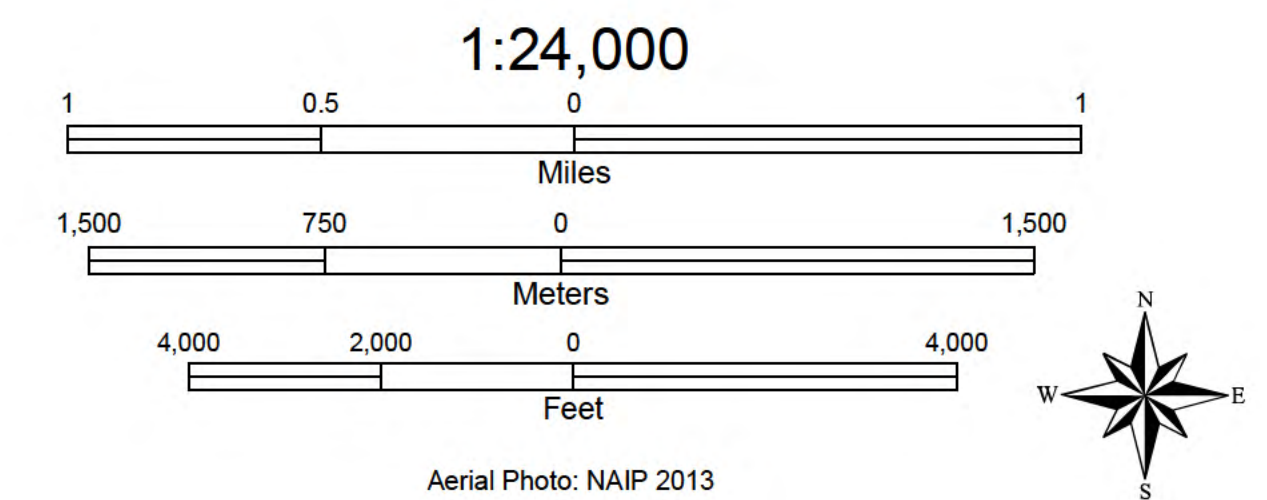 1:24,000
1 0.5 0 1
Miles
1,500 750 0 1,500
Meters
4,000 2,000 0 4,000
Feet
N
W E
S
Aerial Photo: NAIP 2013